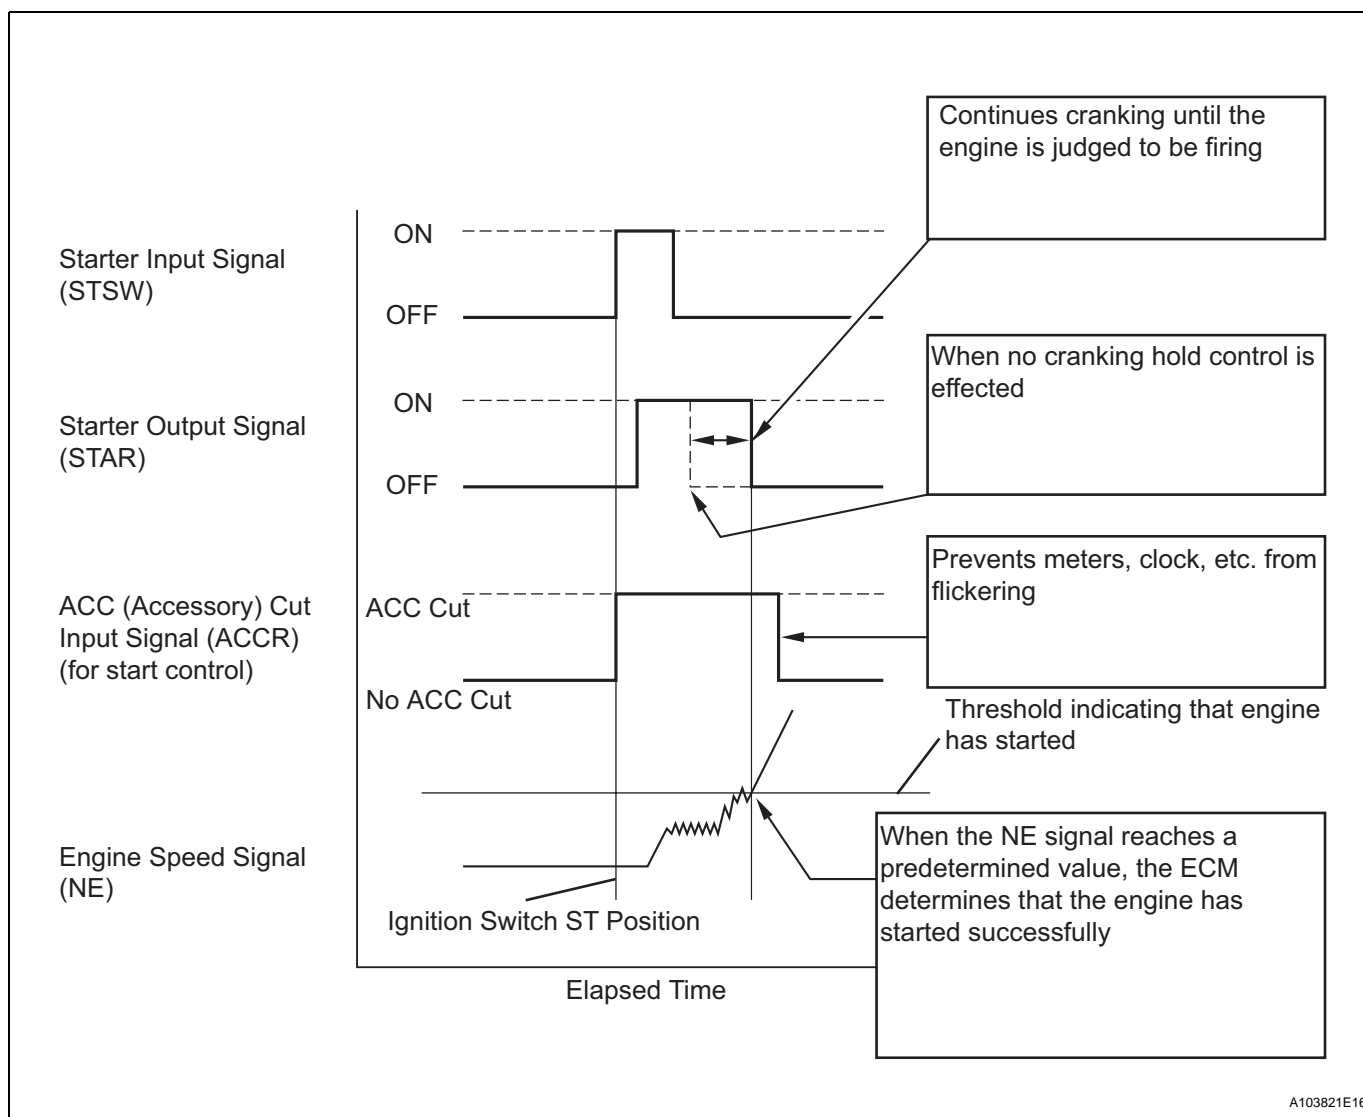 Continues cranking until the
engine is judged to be firing
ON
Starter Input Signal
(STSW)
OFF
When no cranking hold control is
effected
ON
Starter Output Signal
(STAR)
OFF
Prevents meters, clock, etc. from
flickering
ACC (Accessory) Cut
Input Signal (ACCR)
(for start control)
ACC Cut
No ACC Cut
Threshold indicating that engine
has started
When the NE signal reaches a
predetermined value, the ECM
determines that the engine has
started successfully
Engine Speed Signal
(NE)
Ignition Switch ST Position
Elapsed Time
A103821E16